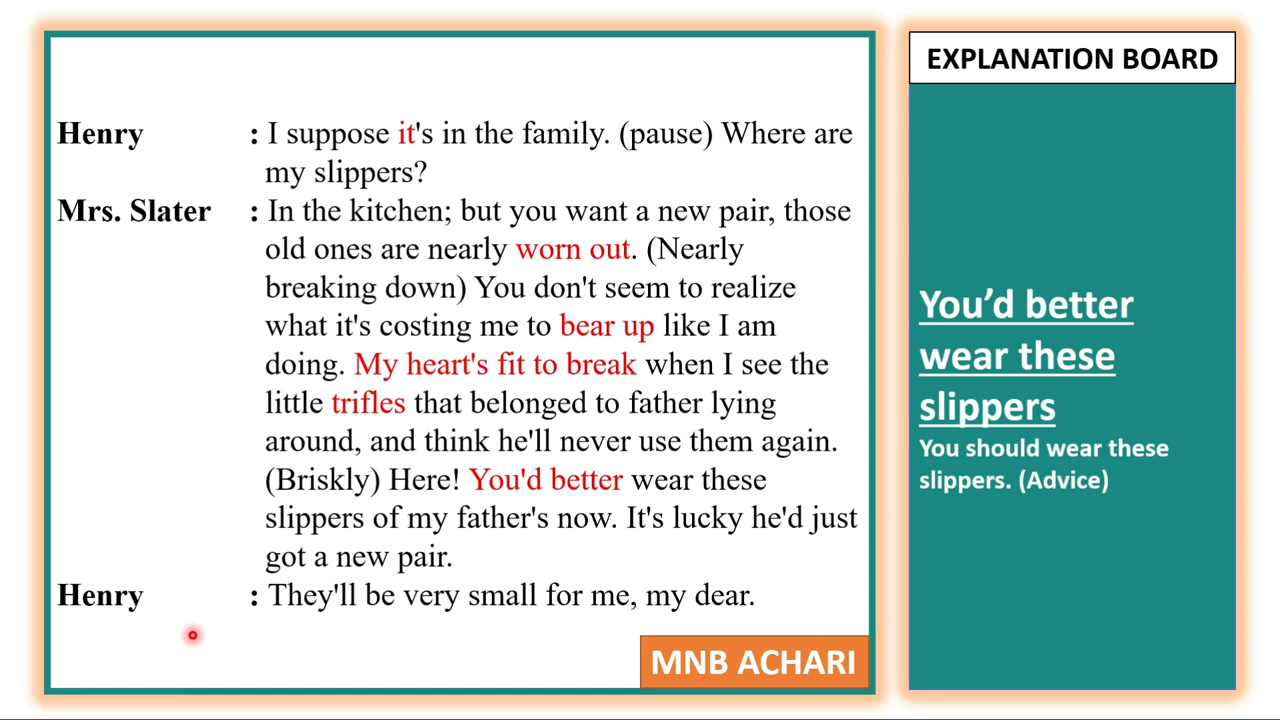 Henry : I suppose it's in the family. (pause) Where are
my slippers?
Mrs. Slater : In the kitchen; but you want a new pair, those
old ones are nearly worn out. (Nearly
breaking down) You don't seem to realize
what it's costing me to bear up like I am
doing. My heart's fit to break when I see the
little trifles that belonged to father lying
around, and think he'll never use them again.
(Briskly) Here! You'd better wear these
slippers of my father's now. It's lucky he'd just
got a new pair.
Henry : They'll be very small for me, my dear.
MNB ACHARI
EXPLANATION BOARD
You’d better
wear these
slippers
You should wear these
slippers. (Advice)